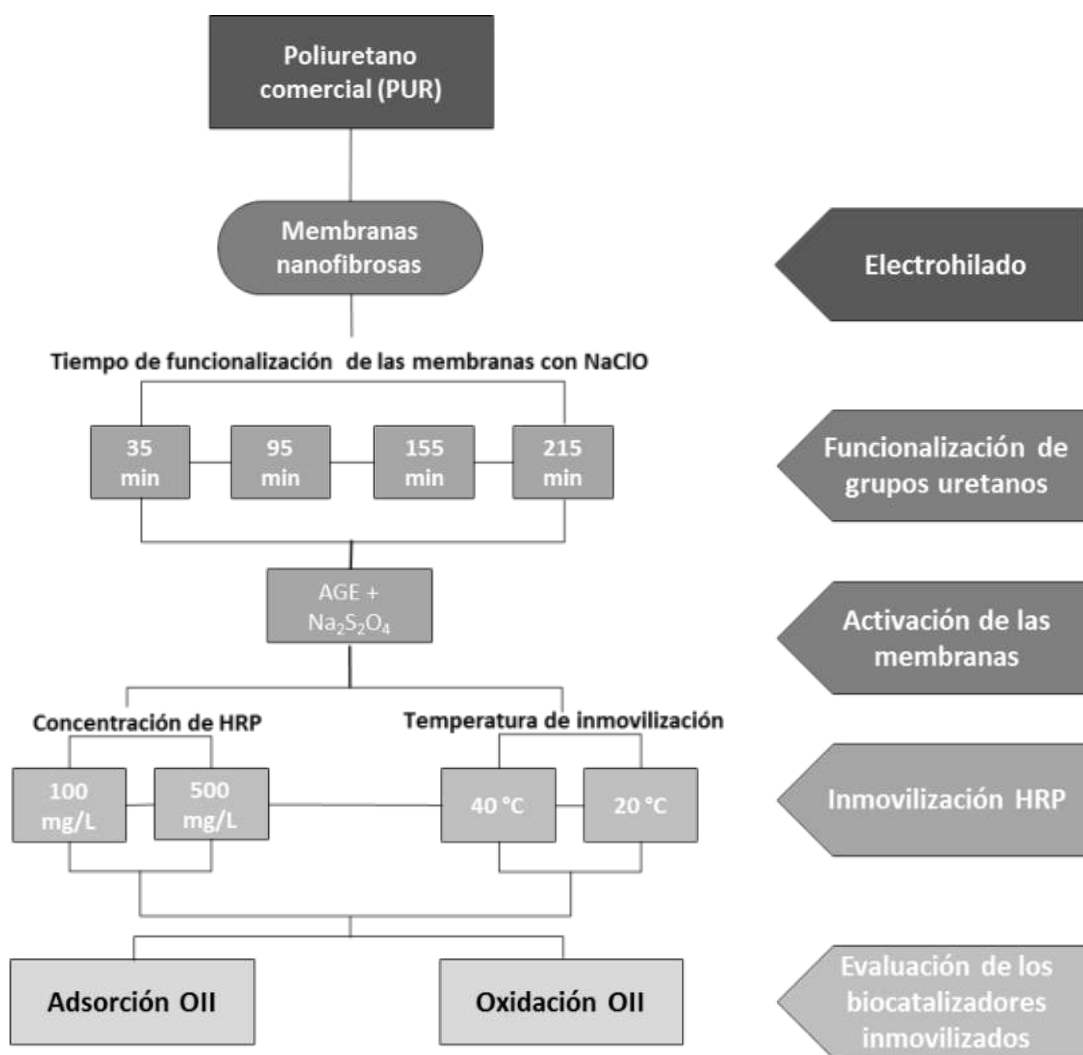 Poliuretano
comercial (PUR)
Membranas
nanofibrosas
Electrohilado
Tiempo de funcionalización de las membranas con NaClO
35
min
95
min
155
min
215
min
Funcionalización de
grupos uretanos
AGE +
Na₂S₂O₄
Activación de las
membranas
Concentración de HRP
Temperatura de inmovilización
100
mg/L
500
mg/L
40 °C
20 °C
Inmovilización HRP
Adsorción OII
Oxidación OII
Evaluación de los
biocatalizadores
inmovilizados